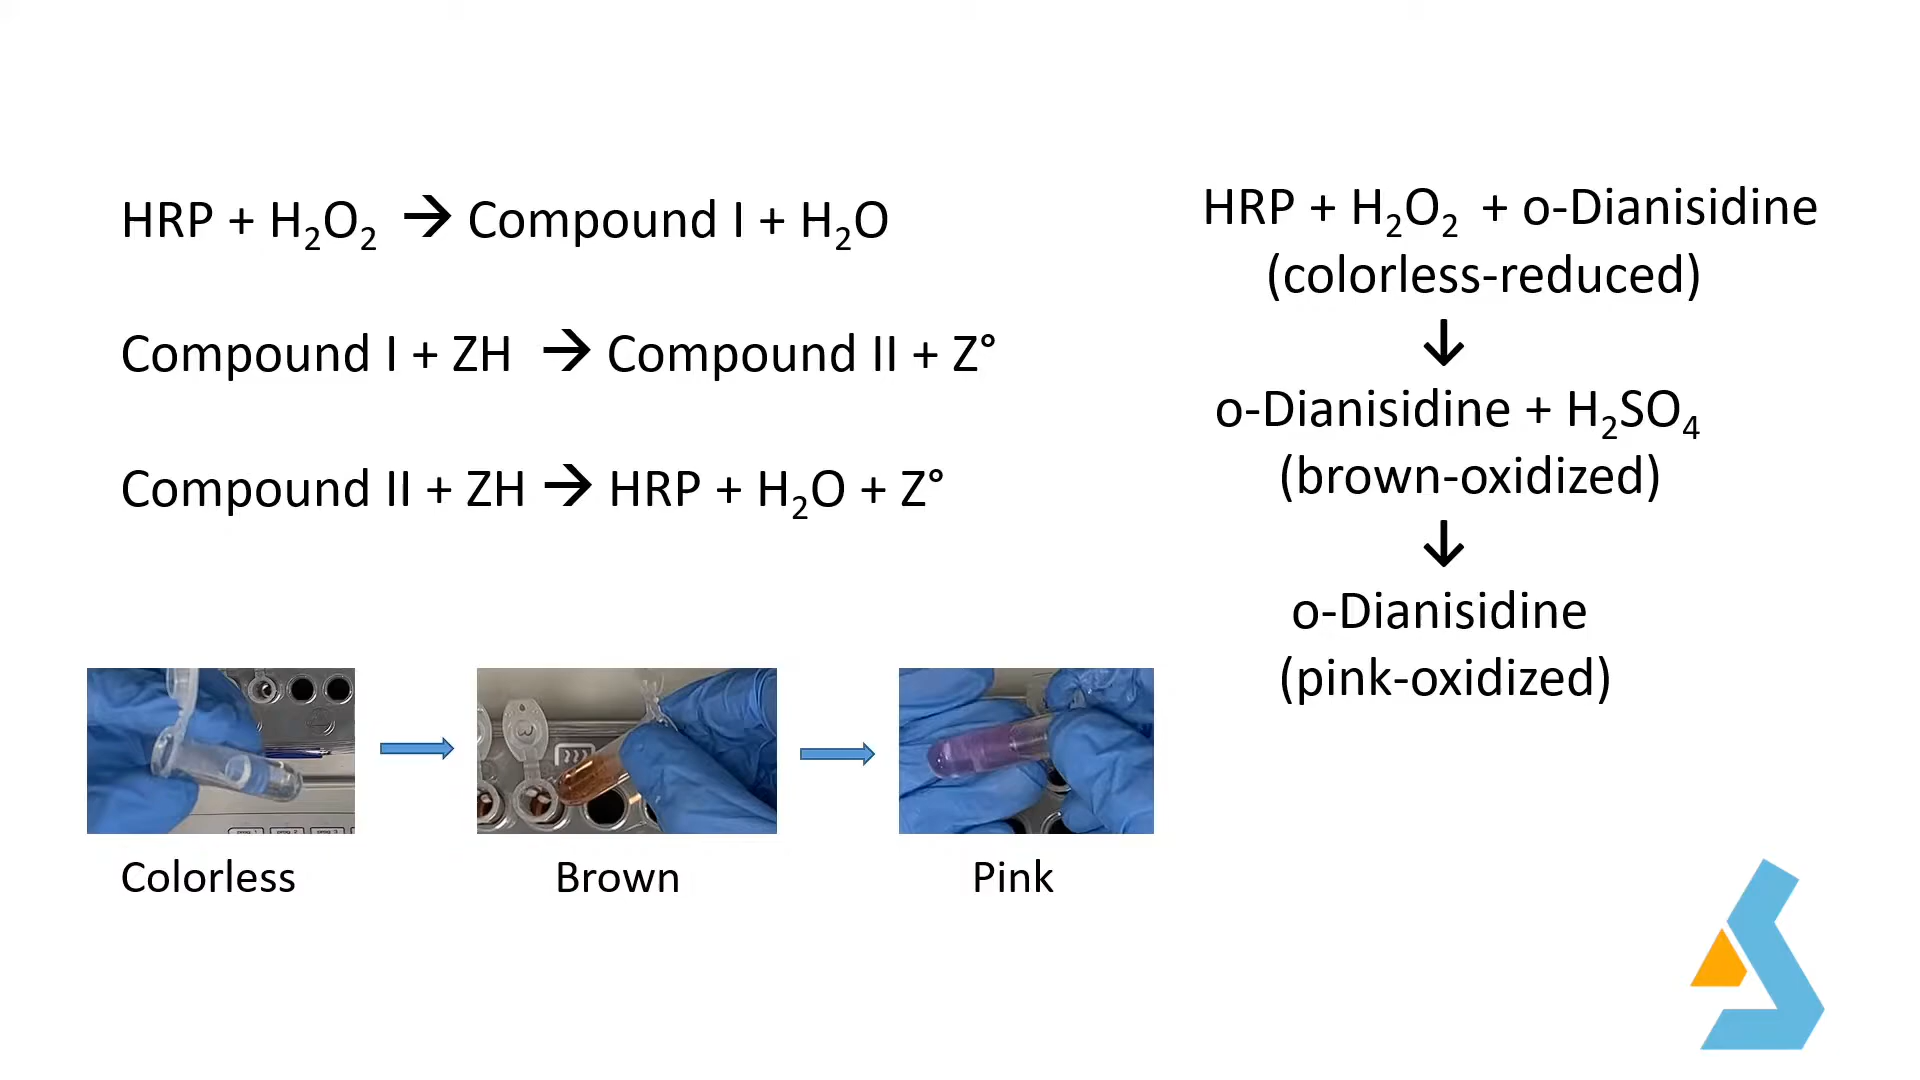 HRP + H₂O₂ → Compound I + H₂O
Compound I + ZH → Compound II + Z°
Compound II + ZH → HRP + H₂O + Z°
HRP + H₂O₂ + o-Dianisidine
(colorless-reduced)
↓
o-Dianisidine + H₂SO₄
(brown-oxidized)
↓
o-Dianisidine
(pink-oxidized)
Colorless
Brown
Pink